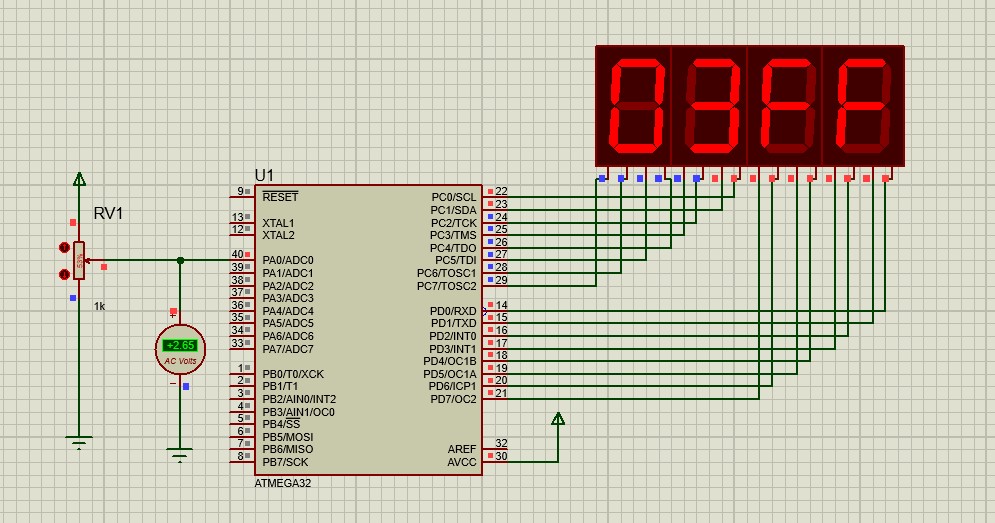 03FF
U1
RV1
53%
1k
+
+2.65
AC Volts
−
9 RESET PC0/SCL 22
PC1/SDA 23
13 XTAL1 PC2/TCK 24
12 XTAL2 PC3/TMS 25
PC4/TDO 26
40 PA0/ADC0 PC5/TDI 27
39 PA1/ADC1 PC6/TOSC1 28
38 PA2/ADC2 PC7/TOSC2 29
37 PA3/ADC3
36 PA4/ADC4 PD0/RXD 14
35 PA5/ADC5 PD1/TXD 15
34 PA6/ADC6 PD2/INT0 16
33 PA7/ADC7 PD3/INT1 17
PD4/OC1B 18
1 PB0/T0/XCK PD5/OC1A 19
2 PB1/T1 PD6/ICP1 20
3 PB2/AIN0/INT2 PD7/OC2 21
4 PB3/AIN1/OC0
5 PB4/SS
6 PB5/MOSI
7 PB6/MISO AREF 32
8 PB7/SCK AVCC 30
ATMEGA32